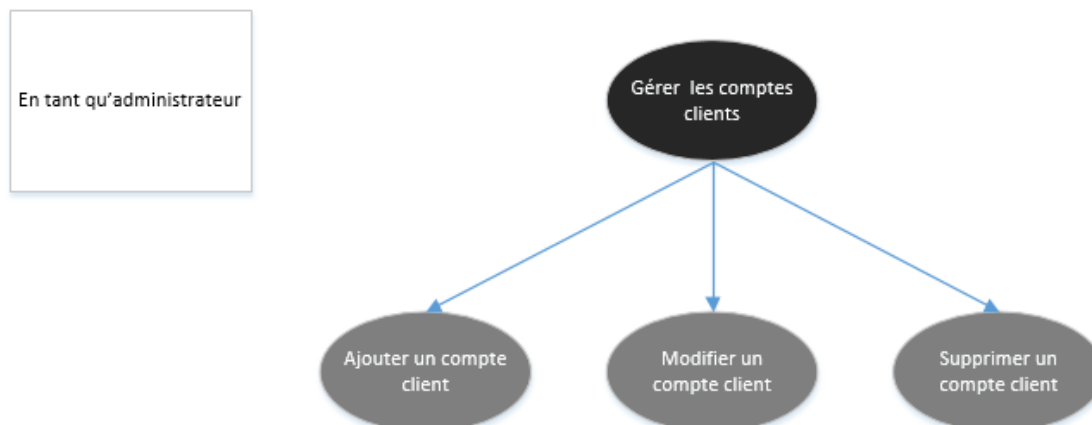 En tant qu’administrateur
Gérer  les comptes
clients
Ajouter un compte
client
Modifier un
compte client
Supprimer un
compte client